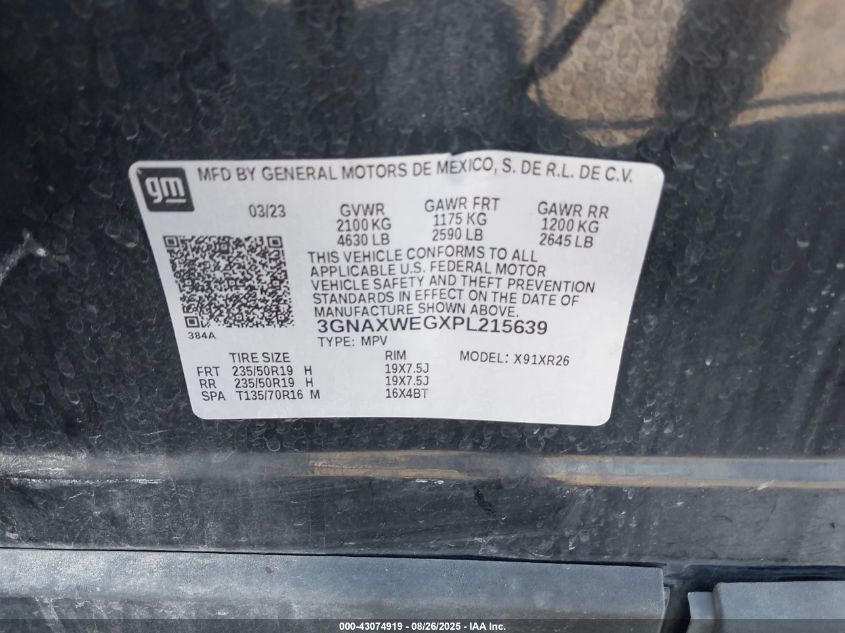 gm
MFD BY GENERAL MOTORS DE MEXICO, S. DE R.L. DE C.V.
03/23 GVWR GAWR FRT GAWR RR
2100 KG 1175 KG 1200 KG
4630 LB 2590 LB 2645 LB
THIS VEHICLE CONFORMS TO ALL
APPLICABLE U.S. FEDERAL MOTOR
VEHICLE SAFETY AND THEFT PREVENTION
STANDARDS IN EFFECT ON THE DATE OF
MANUFACTURE SHOWN ABOVE.
384A
3GNAXWEGXPL215639
TYPE: MPV
TIRE SIZE RIM MODEL: X91XR26
FRT 235/50R19 H 19X7.5J
RR 235/50R19 H 19X7.5J
SPA T135/70R16 M 16X4BT
000-43074919 - 08/26/2025 - IAA Inc.